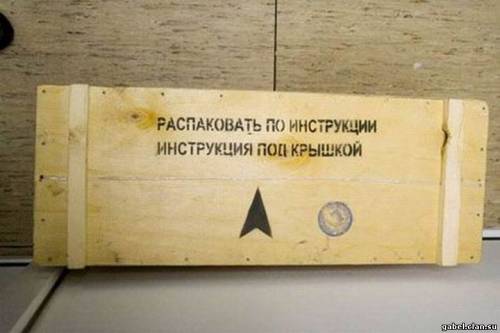 РАСПАКОВАТЬ ПО ИНСТРУКЦИИ
ИНСТРУКЦИЯ ПОД КРЫШКОЙ
gabel.clan.su